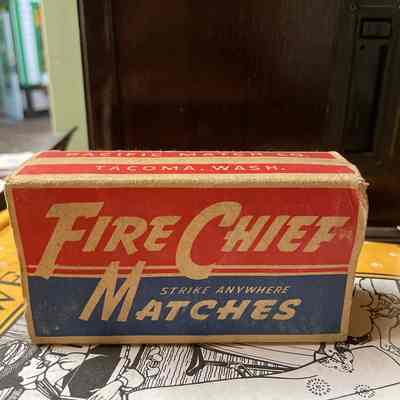 PACIFIC MATCH CO.
TACOMA, WASH.
FIRE CHIEF
STRIKE ANYWHERE
MATCHES